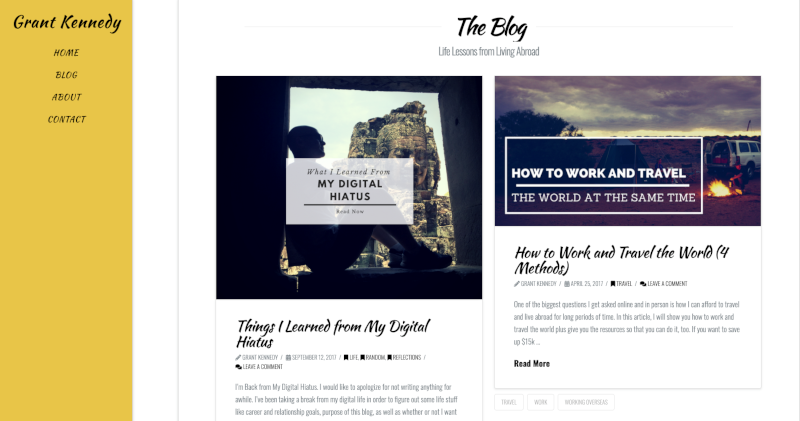 Grant Kennedy
HOME
BLOG
ABOUT
CONTACT
The Blog
Life Lessons from Living Abroad
What I Learned From
MY DIGITAL
HIATUS
Read Now
Things I Learned from My Digital
Hiatus
GRANT KENNEDY / SEPTEMBER 12, 2017 / LIFE, RANDOM, REFLECTIONS /
LEAVE A COMMENT
I'm Back from My Digital Hiatus. I would like to apologize for not writing anything for
awhile. I've been taking a break from my digital life in order to figure out some life stuff
like career and relationship goals, purpose of this blog, as well as whether or not I want
HOW TO WORK AND TRAVEL
THE WORLD AT THE SAME TIME
How to Work and Travel the World (4
Methods)
GRANT KENNEDY / APRIL 25, 2017 / TRAVEL / LEAVE A COMMENT
One of the biggest questions I get asked online and in person is how I can afford to travel
and live abroad for long periods of time. In this article, I will show you how to work and
travel the world plus give you the resources so that you can do it, too. If you want to save
up $15k ...
Read More
TRAVEL
WORK
WORKING OVERSEAS